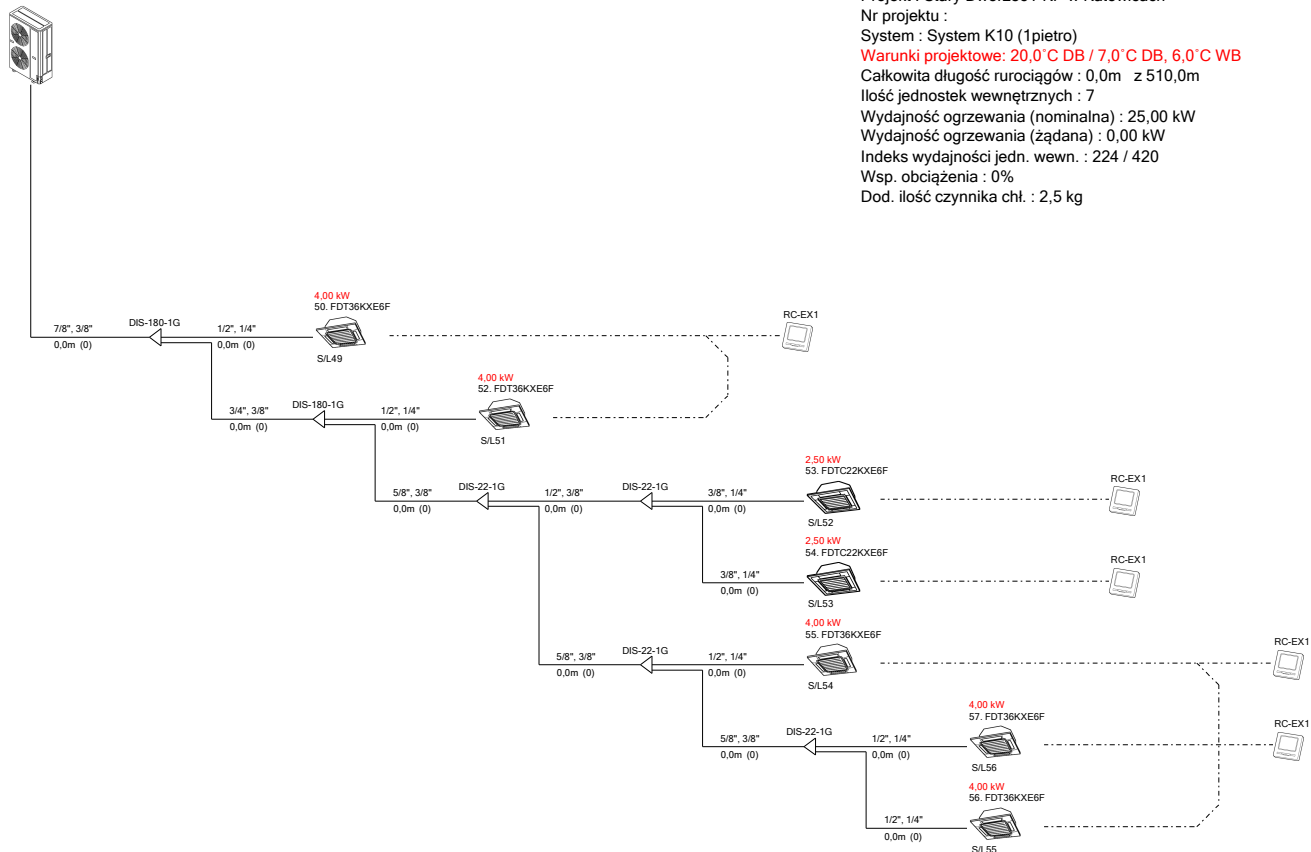 Nr projektu :
System : System K10 (1pietro)
Warunki projektowe: 20,0°C DB / 7,0°C DB, 6,0°C WB
Całkowita długość rurociągów : 0,0m z 510,0m
Ilość jednostek wewnętrznych : 7
Wydajność ogrzewania (nominalna) : 25,00 kW
Wydajność ogrzewania (żądana) : 0,00 kW
Indeks wydajności jedn. wewn. : 224 / 420
Wsp. obciążenia : 0%
Dod. ilość czynnika chł. : 2,5 kg
4,00 kW
50. FDT36KXE6F
RC-EX1
7/8", 3/8"
DIS-180-1G
1/2", 1/4"
0,0m (0)
0,0m (0)
S/L49
4,00 kW
52. FDT36KXE6F
3/4", 3/8"
DIS-180-1G
1/2", 1/4"
0,0m (0)
0,0m (0)
S/L51
2,50 kW
53. FDTC22KXE6F
RC-EX1
5/8", 3/8"
DIS-22-1G
1/2", 3/8"
DIS-22-1G
3/8", 1/4"
0,0m (0)
0,0m (0)
0,0m (0)
S/L52
2,50 kW
54. FDTC22KXE6F
RC-EX1
3/8", 1/4"
0,0m (0)
S/L53
4,00 kW
55. FDT36KXE6F
RC-EX1
5/8", 3/8"
DIS-22-1G
1/2", 1/4"
0,0m (0)
0,0m (0)
S/L54
4,00 kW
57. FDT36KXE6F
RC-EX1
5/8", 3/8"
DIS-22-1G
1/2", 1/4"
0,0m (0)
0,0m (0)
S/L56
4,00 kW
56. FDT36KXE6F
1/2", 1/4"
0,0m (0)
S/L55